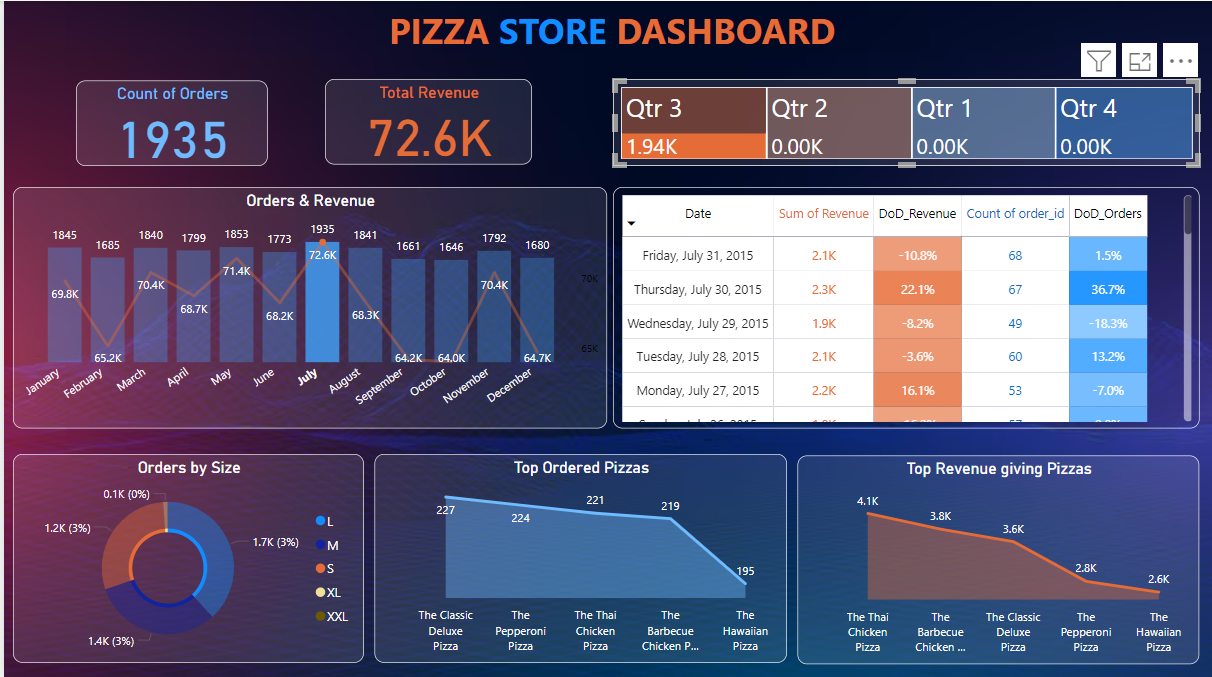 PIZZA STORE DASHBOARD
Count of Orders
1935
Total Revenue
72.6K
Qtr 3
1.94K
Qtr 2
0.00K
Qtr 1
0.00K
Qtr 4
0.00K
Orders & Revenue
1845
1685
1840
1799
1853
1773
1935
1841
1661
1646
1792
1680
69.8K
65.2K
70.4K
68.7K
71.4K
68.2K
72.6K
68.3K
64.2K
64.0K
70.4K
64.7K
70K
65K
January
February
March
April
May
June
July
August
September
October
November
December
Date Sum of Revenue DoD_Revenue Count of order_id DoD_Orders
Friday, July 31, 2015 2.1K -10.8% 68 1.5%
Thursday, July 30, 2015 2.3K 22.1% 67 36.7%
Wednesday, July 29, 2015 1.9K -8.2% 49 -18.3%
Tuesday, July 28, 2015 2.1K -3.6% 60 13.2%
Monday, July 27, 2015 2.2K 16.1% 53 -7.0%
Orders by Size
0.1K (0%)
1.2K (3%)
1.7K (3%)
1.4K (3%)
L
M
S
XL
XXL
Top Ordered Pizzas
227
224
221
219
195
The Classic
Deluxe
Pizza
The
Pepperoni
Pizza
The Thai
Chicken
Pizza
The
Barbecue
Chicken P...
The
Hawaiian
Pizza
Top Revenue giving Pizzas
4.1K
3.8K
3.6K
2.8K
2.6K
The Thai
Chicken
Pizza
The
Barbecue
Chicken ...
The Classic
Deluxe
Pizza
The
Pepperoni
Pizza
The
Hawaiian
Pizza